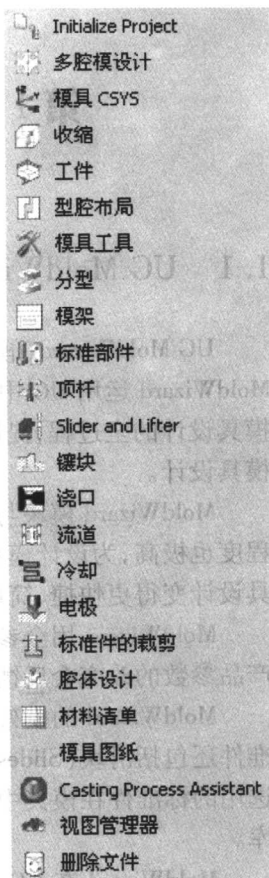 Initialize Project
多腔模设计
模具 CSYS
收缩
工件
型腔布局
模具工具
分型
模架
标准部件
顶杆
Slider and Lifter
镶块
浇口
流道
冷却
电极
标准件的裁剪
腔体设计
材料清单
模具图纸
Casting Process Assistant
视图管理器
删除文件